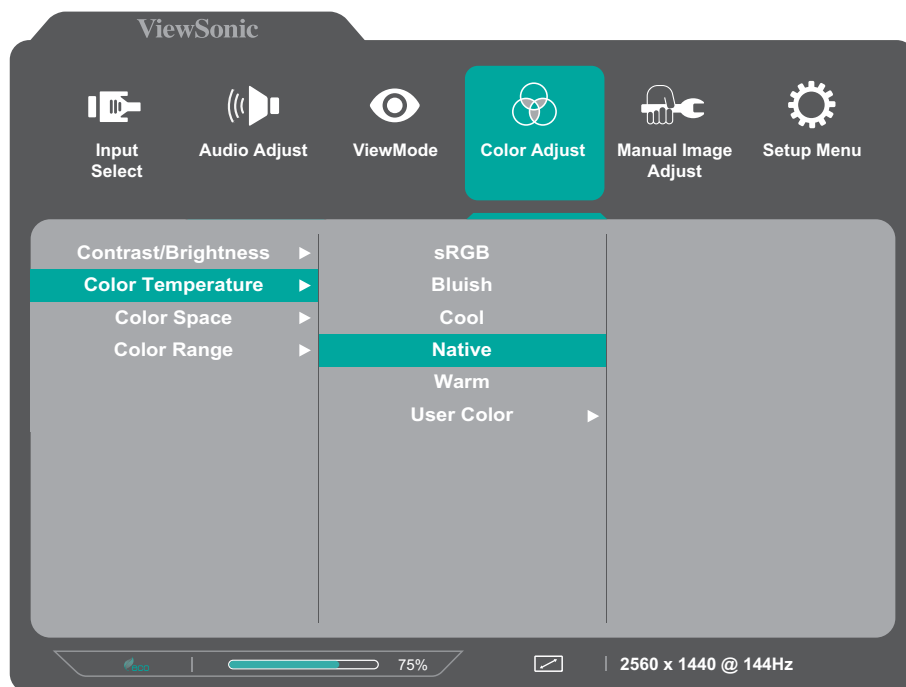 ViewSonic
Input Select
Audio Adjust
ViewMode
Color Adjust
Manual Image Adjust
Setup Menu
Contrast/Brightness ▶
Color Temperature ▶
Color Space ▶
Color Range ▶
sRGB
Bluish
Cool
Native
Warm
User Color ▶
eco
75%
2560 x 1440 @ 144Hz